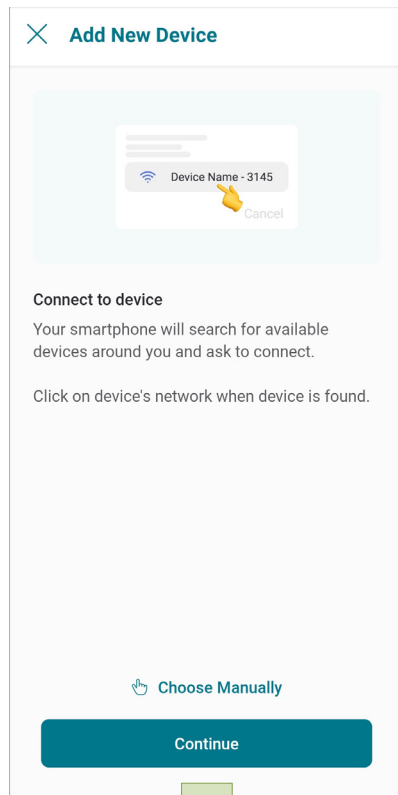 Add New Device
Device Name - 3145
Cancel
Connect to device
Your smartphone will search for available
devices around you and ask to connect.
Click on device's network when device is found.
Choose Manually
Continue